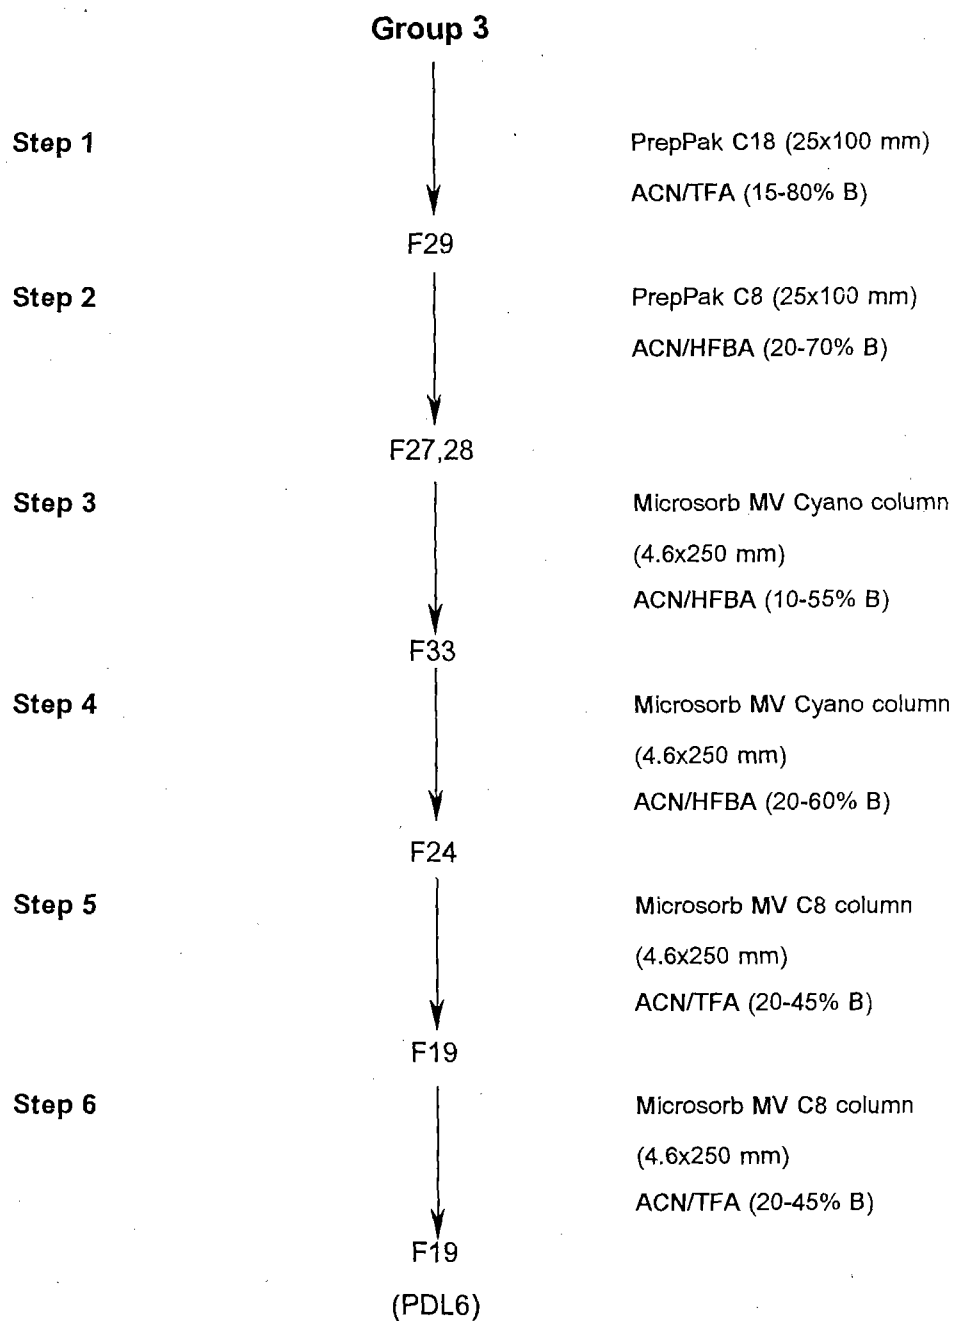 Group 3
Step 1
PrepPak C18 (25x100 mm)
ACN/TFA (15-80% B)
F29
Step 2
PrepPak C8 (25x100 mm)
ACN/HFBA (20-70% B)
F27,28
Step 3
Microsorb MV Cyano column
(4.6x250 mm)
ACN/HFBA (10-55% B)
F33
Step 4
Microsorb MV Cyano column
(4.6x250 mm)
ACN/HFBA (20-60% B)
F24
Step 5
Microsorb MV C8 column
(4.6x250 mm)
ACN/TFA (20-45% B)
F19
Step 6
Microsorb MV C8 column
(4.6x250 mm)
ACN/TFA (20-45% B)
F19
(PDL6)